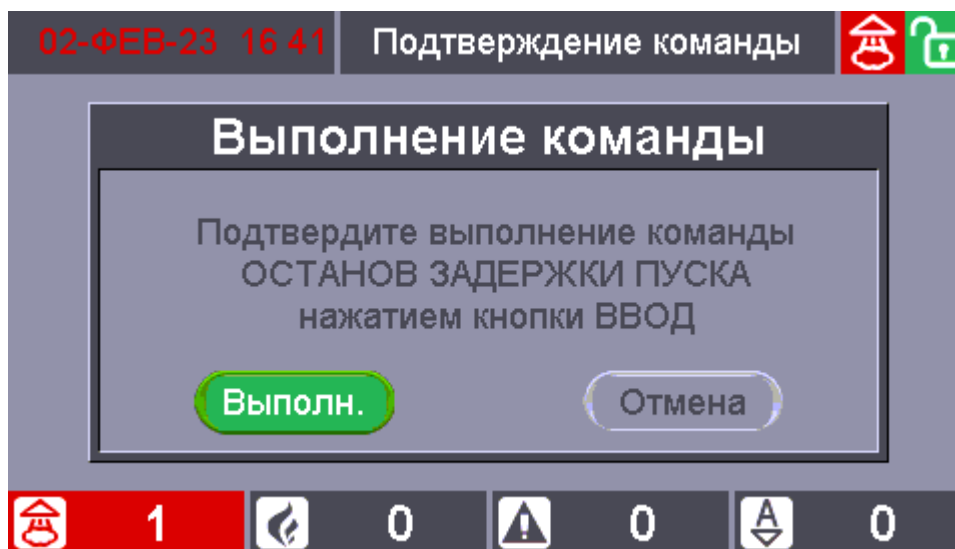 02-ФЕВ-23 16 41 Подтверждение команды
Выполнение команды
Подтвердите выполнение команды
ОСТАНОВ ЗАДЕРЖКИ ПУСКА
нажатием кнопки ВВОД
Выполн. Отмена
1 0 0 A 0